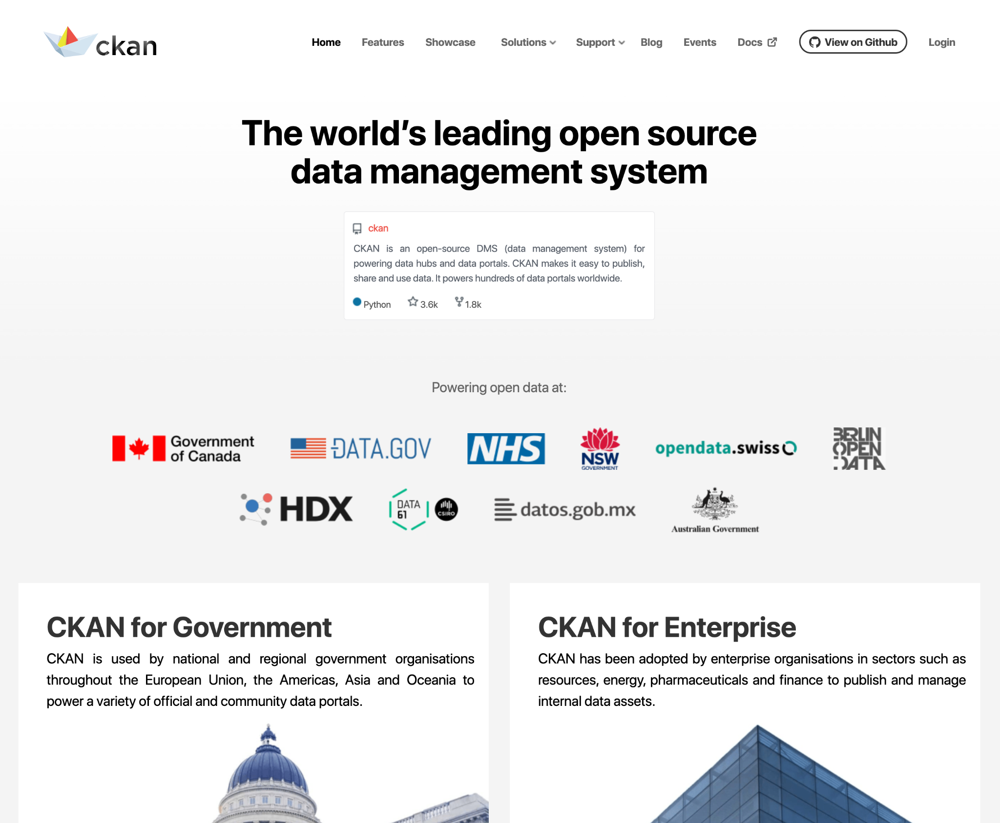 ckan
Home Features Showcase Solutions Support Blog Events Docs View on Github Login
The world’s leading open source
data management system
ckan
CKAN is an open-source DMS (data management system) for
powering data hubs and data portals. CKAN makes it easy to publish,
share and use data. It powers hundreds of data portals worldwide.
Python 3.6k 1.8k
Powering open data at:
Government
of Canada
DATA.GOV
NHS
NSW
GOVERNMENT
opendata.swiss
BERLIN
OPEN
DATA
HDX
DATA
61
CSIRO
datos.gob.mx
Australian Government
CKAN for Government
CKAN is used by national and regional government organisations
throughout the European Union, the Americas, Asia and Oceania to
power a variety of official and community data portals.
CKAN for Enterprise
CKAN has been adopted by enterprise organisations in sectors such as
resources, energy, pharmaceuticals and finance to publish and manage
internal data assets.